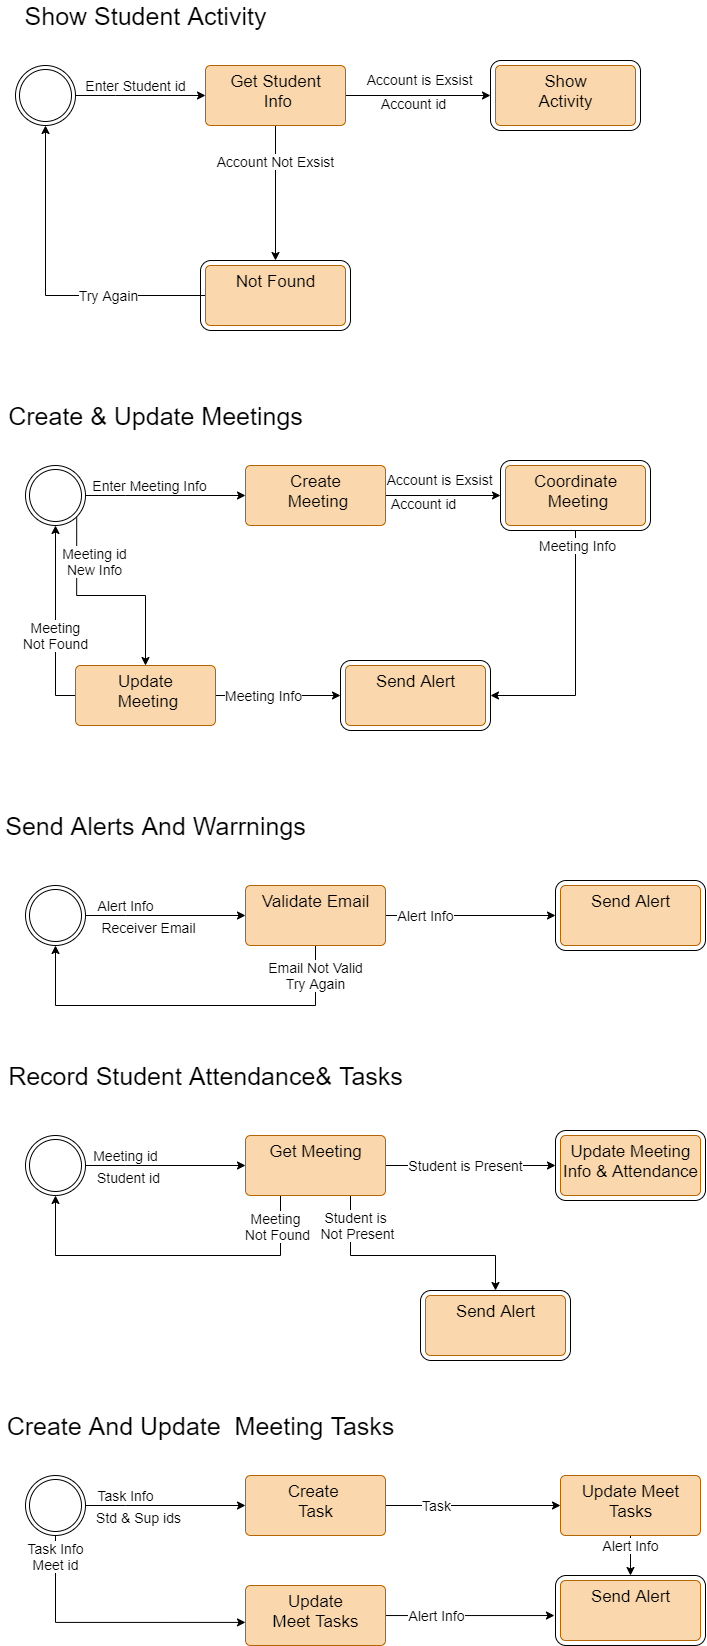 Show Student Activity
Enter Student id
Get Student
Info
Account is Exsist
Account id
Show
Activity
Account Not Exsist
Not Found
Try Again
Create & Update Meetings
Enter Meeting Info
Create
Meeting
Account is Exsist
Account id
Coordinate
Meeting
Meeting id
New Info
Meeting Info
Meeting
Not Found
Update
Meeting
Meeting Info
Send Alert
Send Alerts And Warrnings
Alert Info
Receiver Email
Validate Email
Alert Info
Send Alert
Email Not Valid
Try Again
Record Student Attendance& Tasks
Meeting id
Student id
Get Meeting
Student is Present
Update Meeting
Info & Attendance
Meeting
Not Found
Student is
Not Present
Send Alert
Create And Update  Meeting Tasks
Task Info
Std & Sup ids
Create
Task
Task
Update Meet
Tasks
Task Info
Meet id
Alert Info
Update
Meet Tasks
Alert Info
Send Alert